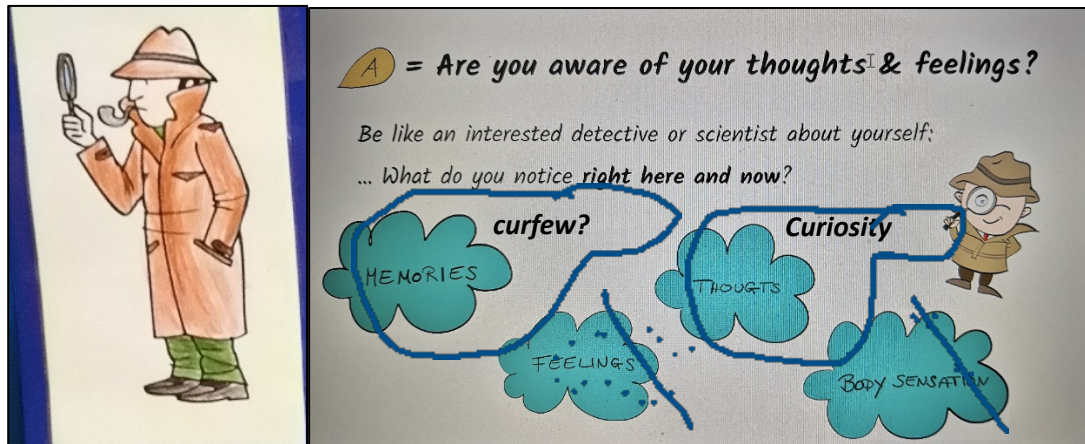 A = Are you aware of your thoughts & feelings?
Be like an interested detective or scientist about yourself:
... What do you notice right here and now?
curfew?
Curiosity
MEMORIES
THOUGTS
FEELINGS
BODY SENSATION